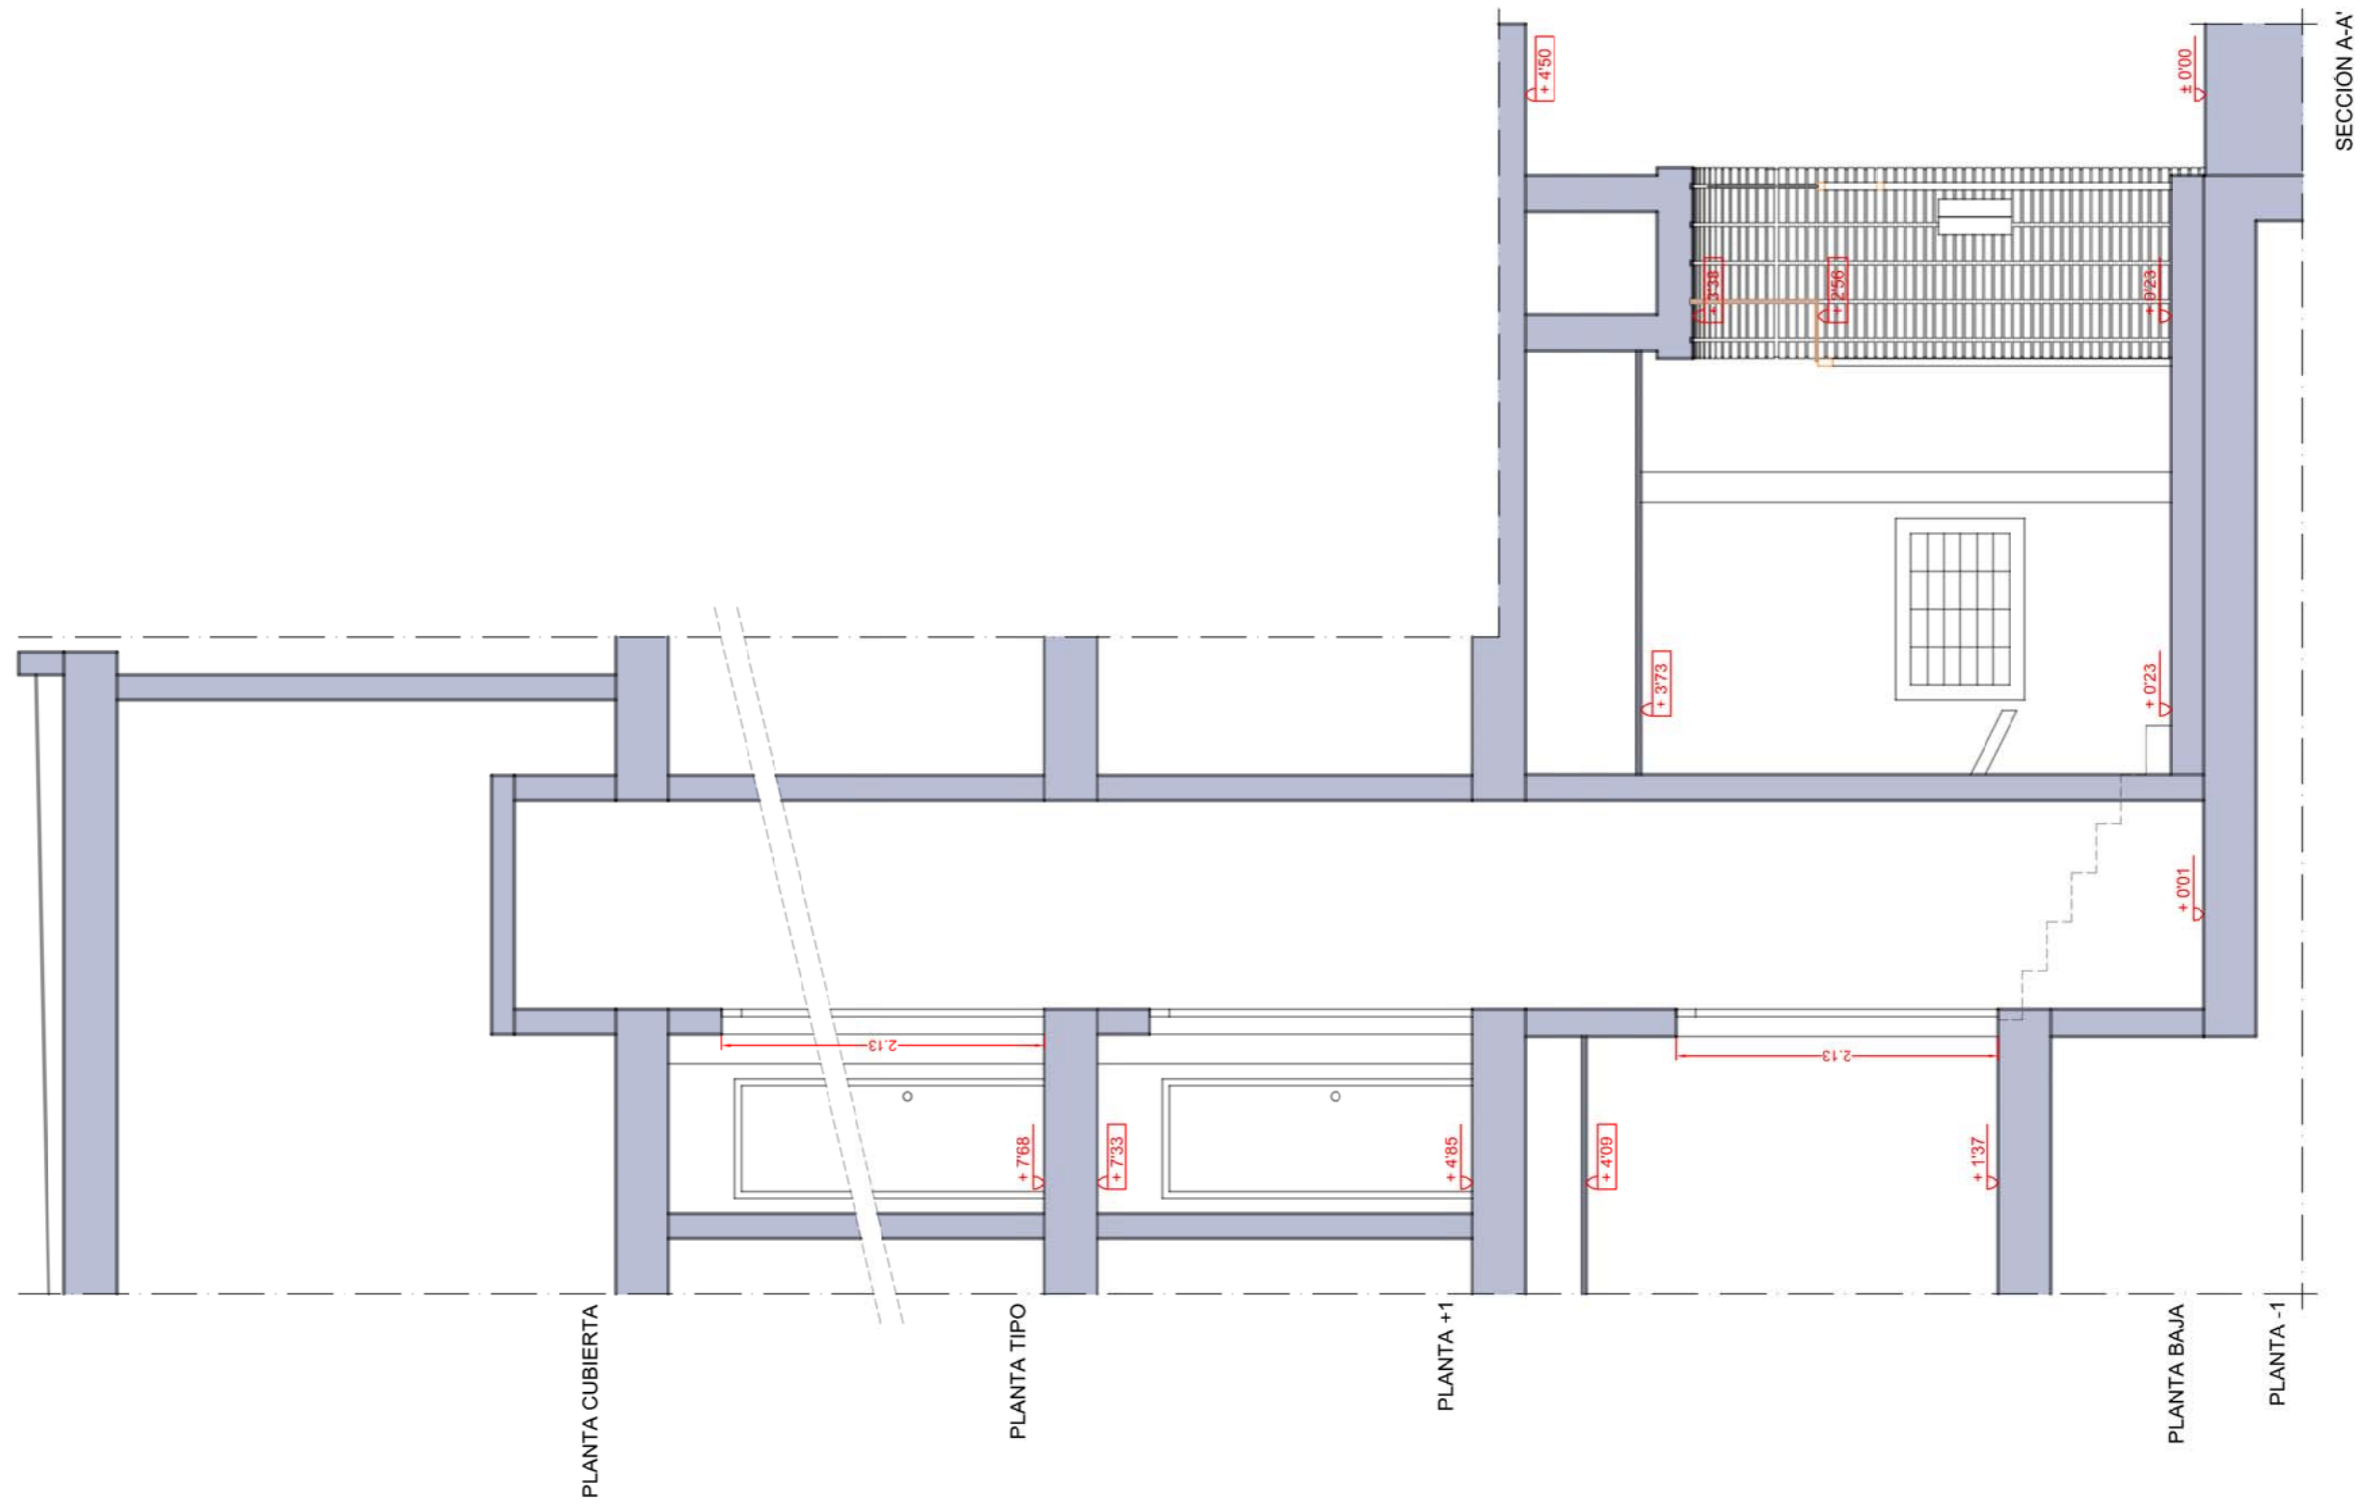 PLANTA CUBIERTA
2.13
PLANTA TIPO
+ 7'68
+ 7'33
PLANTA +1
+ 4'85
+ 4'50
+ 4'09
+ 3'73
+ 3'38
2.13
+ 2'56
+ 1'37
+ 0'23
+ 0'23
PLANTA BAJA
+ 0'01
± 0'00
PLANTA -1
SECCIÓN A-A'